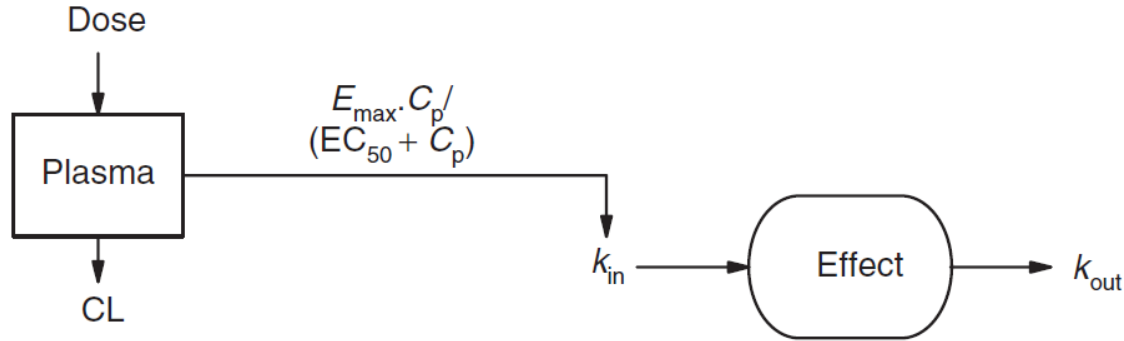 Dose
Plasma
CL
Emax.Cp/
(EC50 + Cp)
kin
Effect
kout